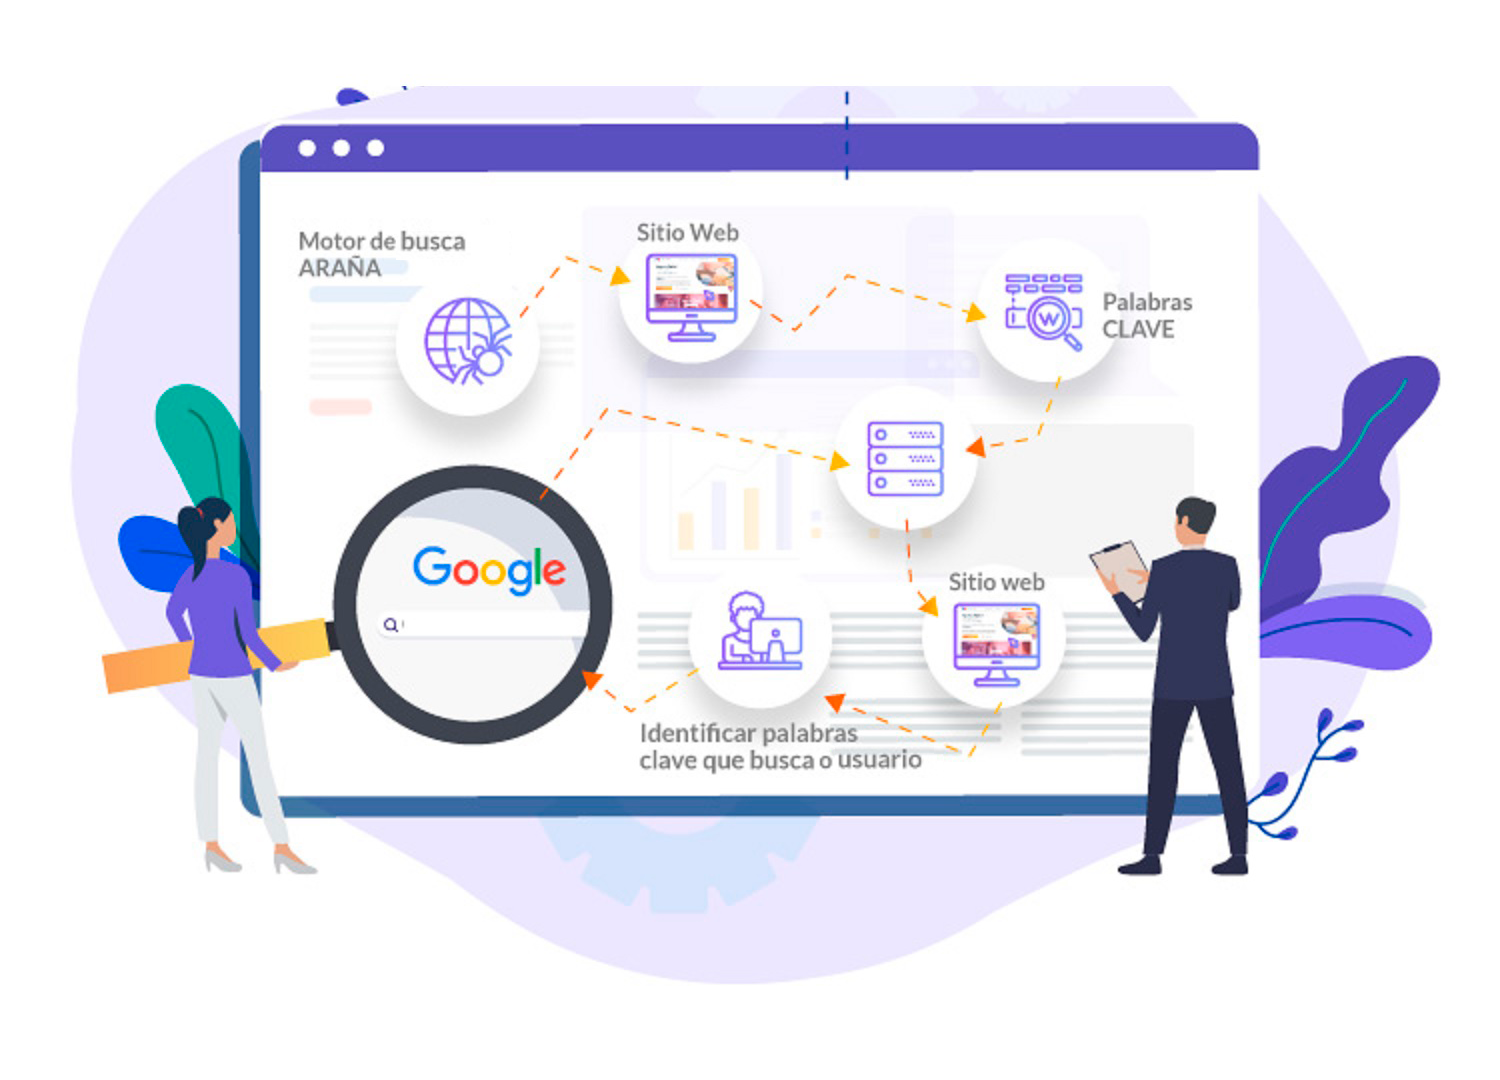 Motor de busca
ARAÑA
Sitio Web
Palabras
CLAVE
W
Google
Sitio web
Identificar palabras
clave que busca o usuario